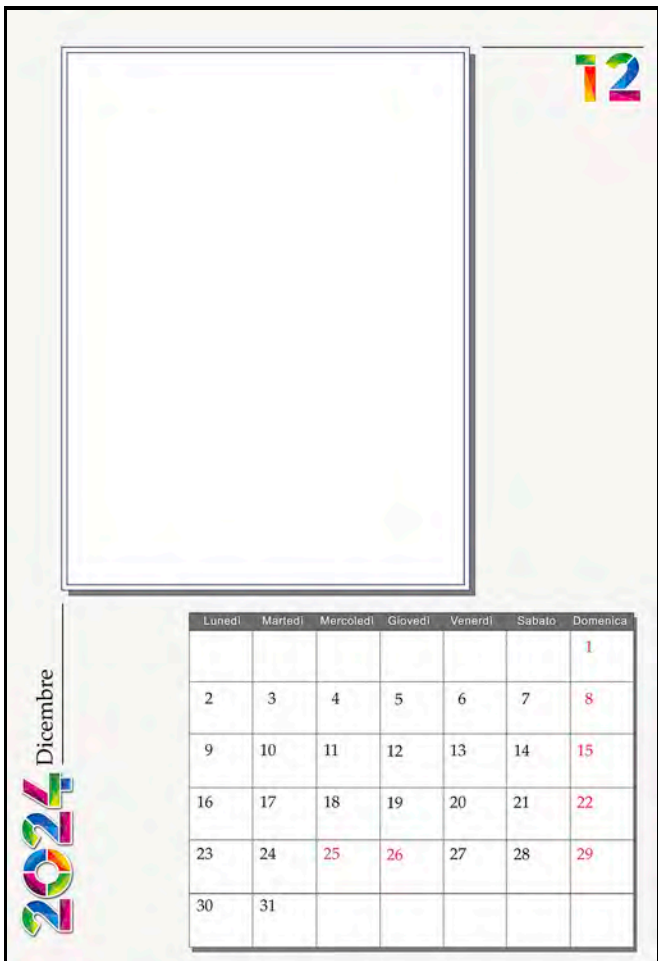 12
Lunedì Martedì Mercoledì Giovedì Venerdì Sabato Domenica
1
2 3 4 5 6 7 8
9 10 11 12 13 14 15
16 17 18 19 20 21 22
23 24 25 26 27 28 29
30 31
2024 Dicembre